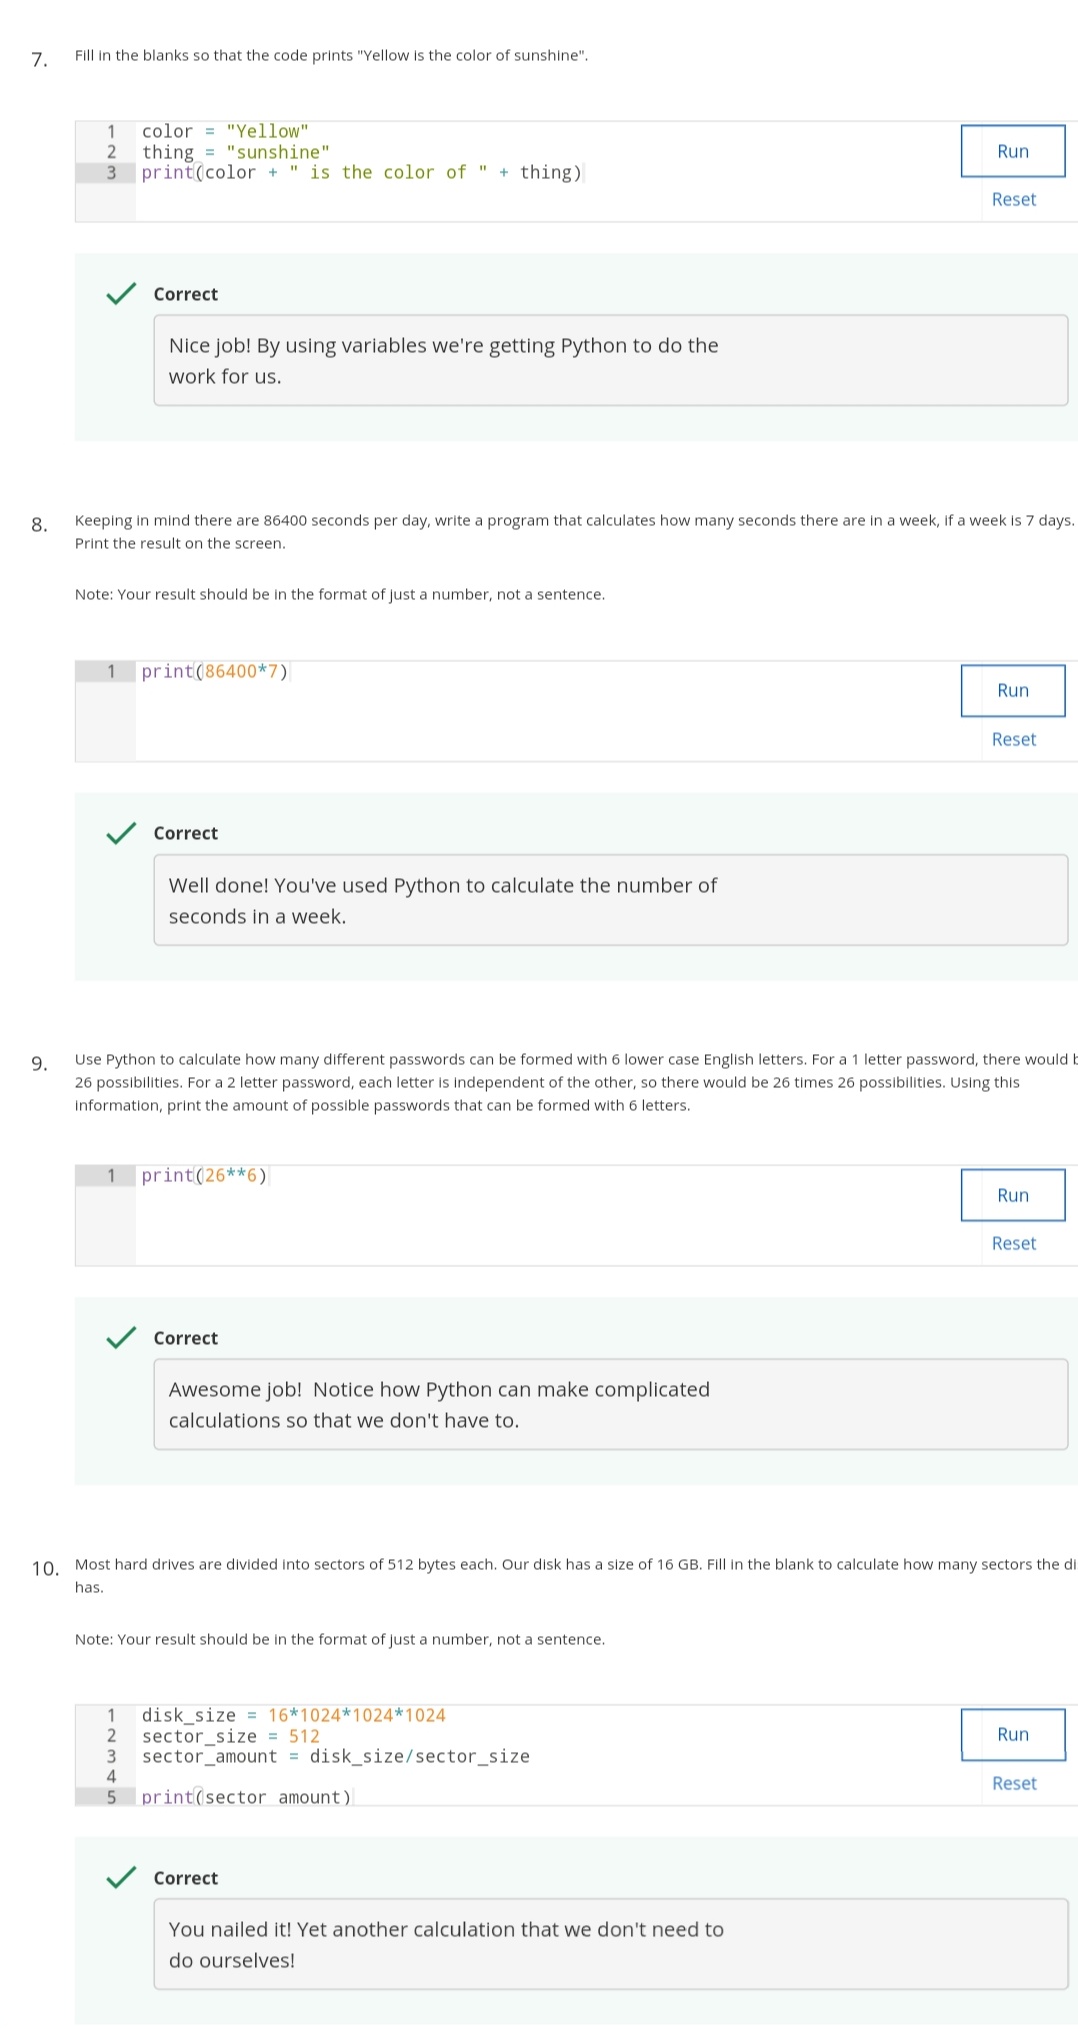 7. Fill in the blanks so that the code prints "Yellow is the color of sunshine".
1 color = "Yellow"
2 thing = "sunshine"
3 print(color + " is the color of " + thing)
Run
Reset
Correct
Nice job! By using variables we're getting Python to do the
work for us.
8. Keeping in mind there are 86400 seconds per day, write a program that calculates how many seconds there are in a week, if a week is 7 days.
Print the result on the screen.
Note: Your result should be in the format of just a number, not a sentence.
1 print(86400*7)
Run
Reset
Correct
Well done! You've used Python to calculate the number of
seconds in a week.
9. Use Python to calculate how many different passwords can be formed with 6 lower case English letters. For a 1 letter password, there would
26 possibilities. For a 2 letter password, each letter is independent of the other, so there would be 26 times 26 possibilities. Using this
information, print the amount of possible passwords that can be formed with 6 letters.
1 print(26**6)
Run
Reset
Correct
Awesome job! Notice how Python can make complicated
calculations so that we don't have to.
10. Most hard drives are divided into sectors of 512 bytes each. Our disk has a size of 16 GB. Fill in the blank to calculate how many sectors the di
has.
Note: Your result should be in the format of just a number, not a sentence.
1 disk_size = 16*1024*1024*1024
2 sector_size = 512
3 sector_amount = disk_size/sector_size
4
5 print(sector amount)
Run
Reset
Correct
You nailed it! Yet another calculation that we don't need to
do ourselves!